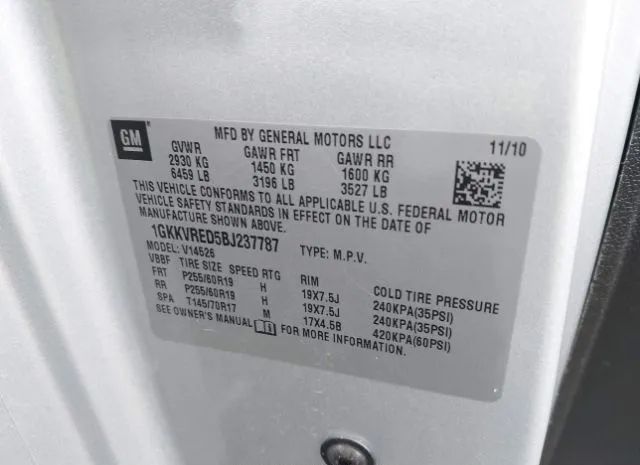 GM
MFD BY GENERAL MOTORS LLC 11/10
GVWR GAWR FRT GAWR RR
2930 KG 1450 KG 1600 KG
6459 LB 3196 LB 3527 LB
THIS VEHICLE CONFORMS TO ALL APPLICABLE U.S. FEDERAL MOTOR
VEHICLE SAFETY STANDARDS IN EFFECT ON THE DATE OF
MANUFACTURE SHOWN ABOVE.
1GKKVRED5BJ237787 TYPE: M.P.V.
MODEL: V14526
VBBF TIRE SIZE SPEED RTG RIM COLD TIRE PRESSURE
FRT P255/60R19 H 19X7.5J 240KPA(35PSI)
RR P255/60R19 H 19X7.5J 240KPA(35PSI)
SPA T145/70R17 M 17X4.5B 420KPA(60PSI)
SEE OWNER'S MANUAL FOR MORE INFORMATION.